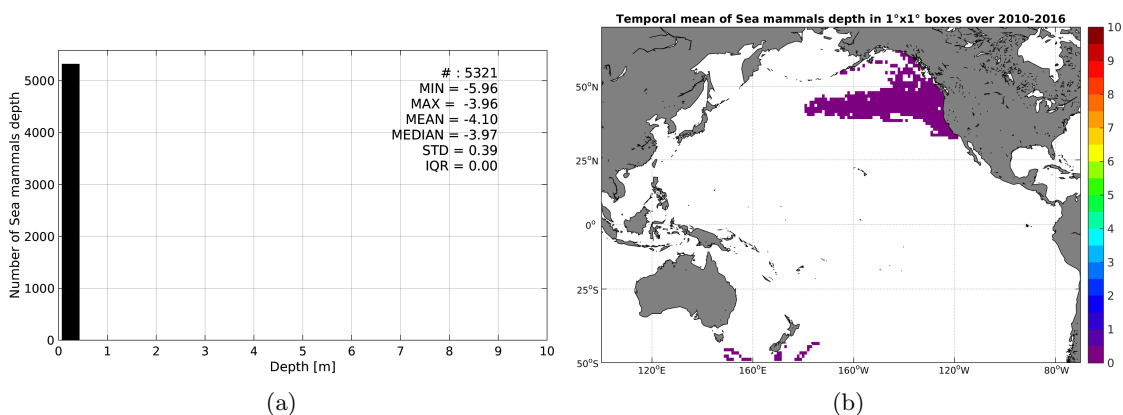 # : 5321
MIN = -5.96
MAX = -3.96
MEAN = -4.10
MEDIAN = -3.97
STD = 0.39
IQR = 0.00
5000
4000
3000
2000
1000
0
Number of Sea mammals depth
0 1 2 3 4 5 6 7 8 9 10
Depth [m]
(a)
Temporal mean of Sea mammals depth in 1°x1° boxes over 2010-2016
50°N
25°N
0°
25°S
50°S
120°E 160°E 160°W 120°W 80°W
10
9
8
7
6
5
4
3
2
1
0
(b)